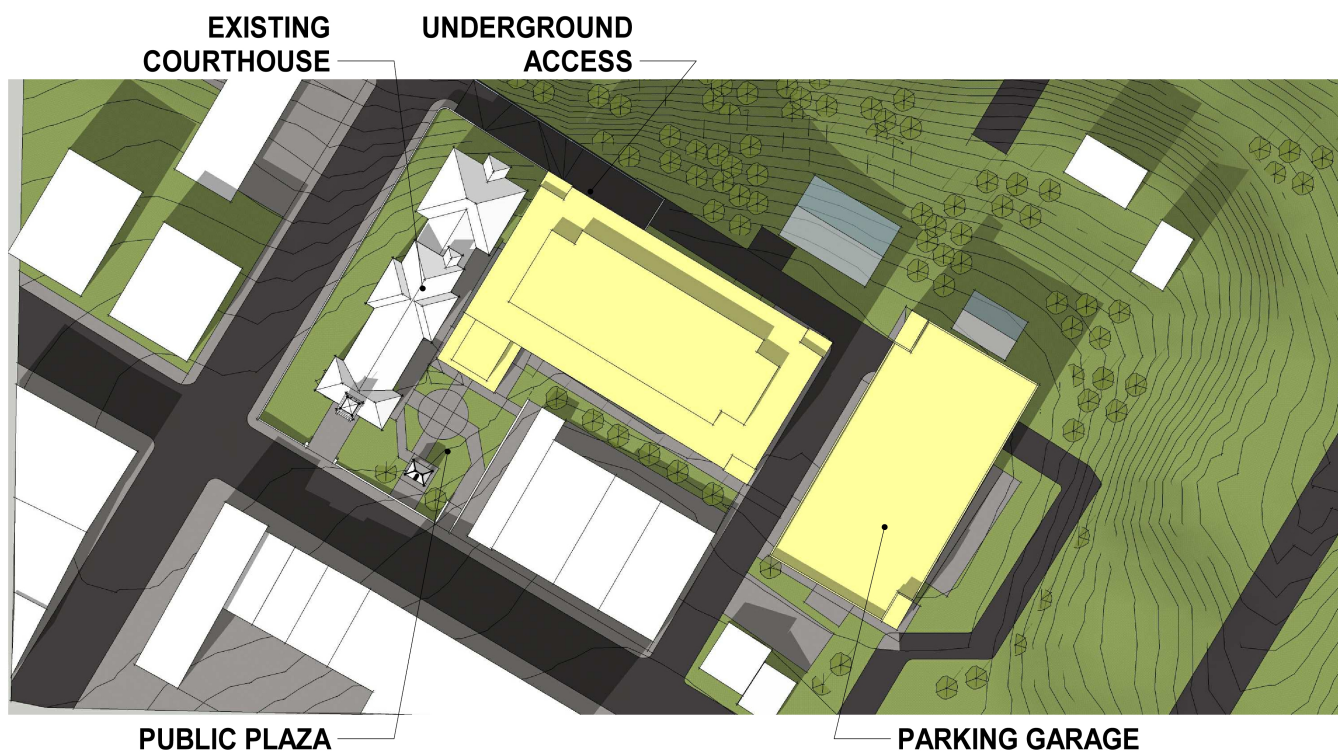 EXISTING
COURTHOUSE
UNDERGROUND
ACCESS
PUBLIC PLAZA
PARKING GARAGE